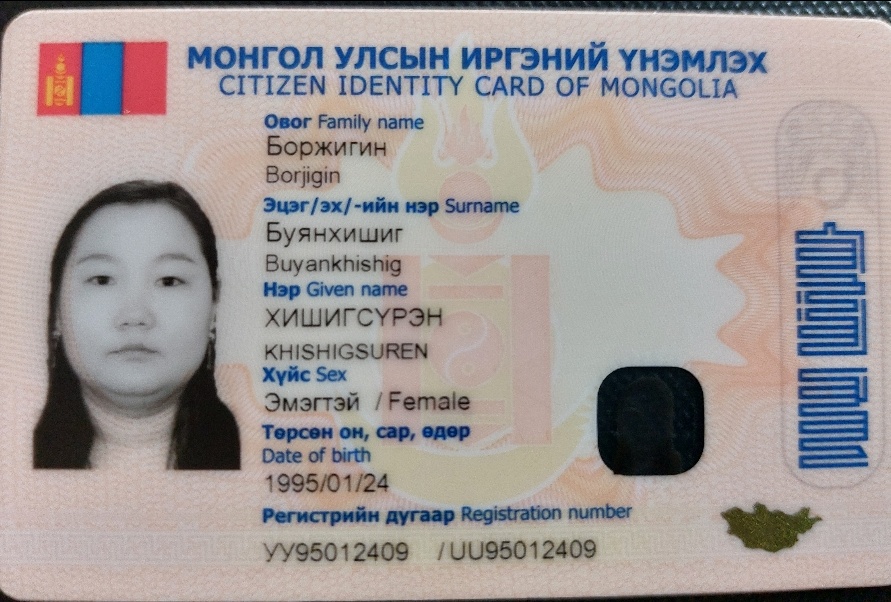 МОНГОЛ УЛСЫН ИРГЭНИЙ ҮНЭМЛЭХ
CITIZEN IDENTITY CARD OF MONGOLIA
Овог Family name
Боржигин
Borjigin
Эцэг/эх/-ийн нэр Surname
Буянхишиг
Buyankhishig
Нэр Given name
ХИШИГСҮРЭН
KHISHIGSUREN
Хүйс Sex
Эмэгтэй / Female
Төрсөн он, сар, өдөр
Date of birth
1995/01/24
Регистрийн дугаар Registration number
УУ95012409 / UU95012409